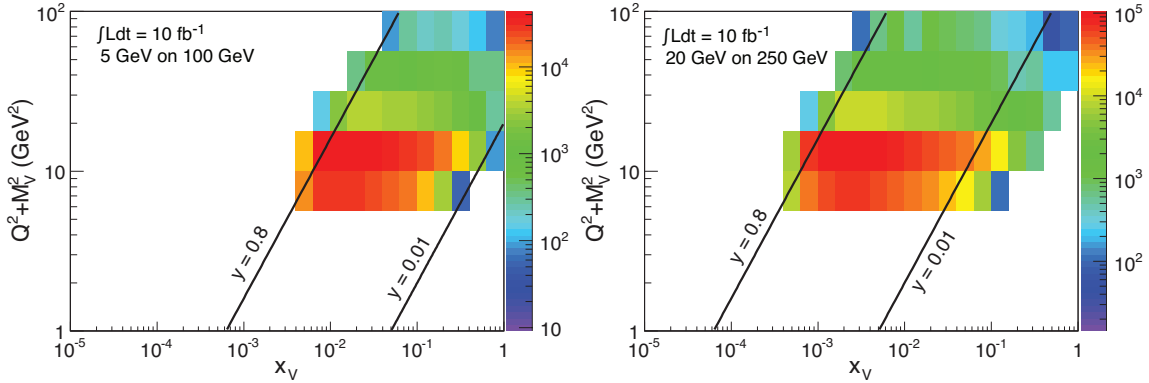 ∫Ldt = 10 fb⁻¹
5 GeV on 100 GeV
y = 0.8
y = 0.01
Q²+M²_V (GeV²)
10²
10
1
10⁻⁵
10⁻⁴
10⁻³
10⁻²
10⁻¹
1
x_V
10⁴
10³
10²
10
∫Ldt = 10 fb⁻¹
20 GeV on 250 GeV
y = 0.8
y = 0.01
Q²+M²_V (GeV²)
10²
10
1
10⁻⁵
10⁻⁴
10⁻³
10⁻²
10⁻¹
1
x_V
10⁵
10⁴
10³
10²